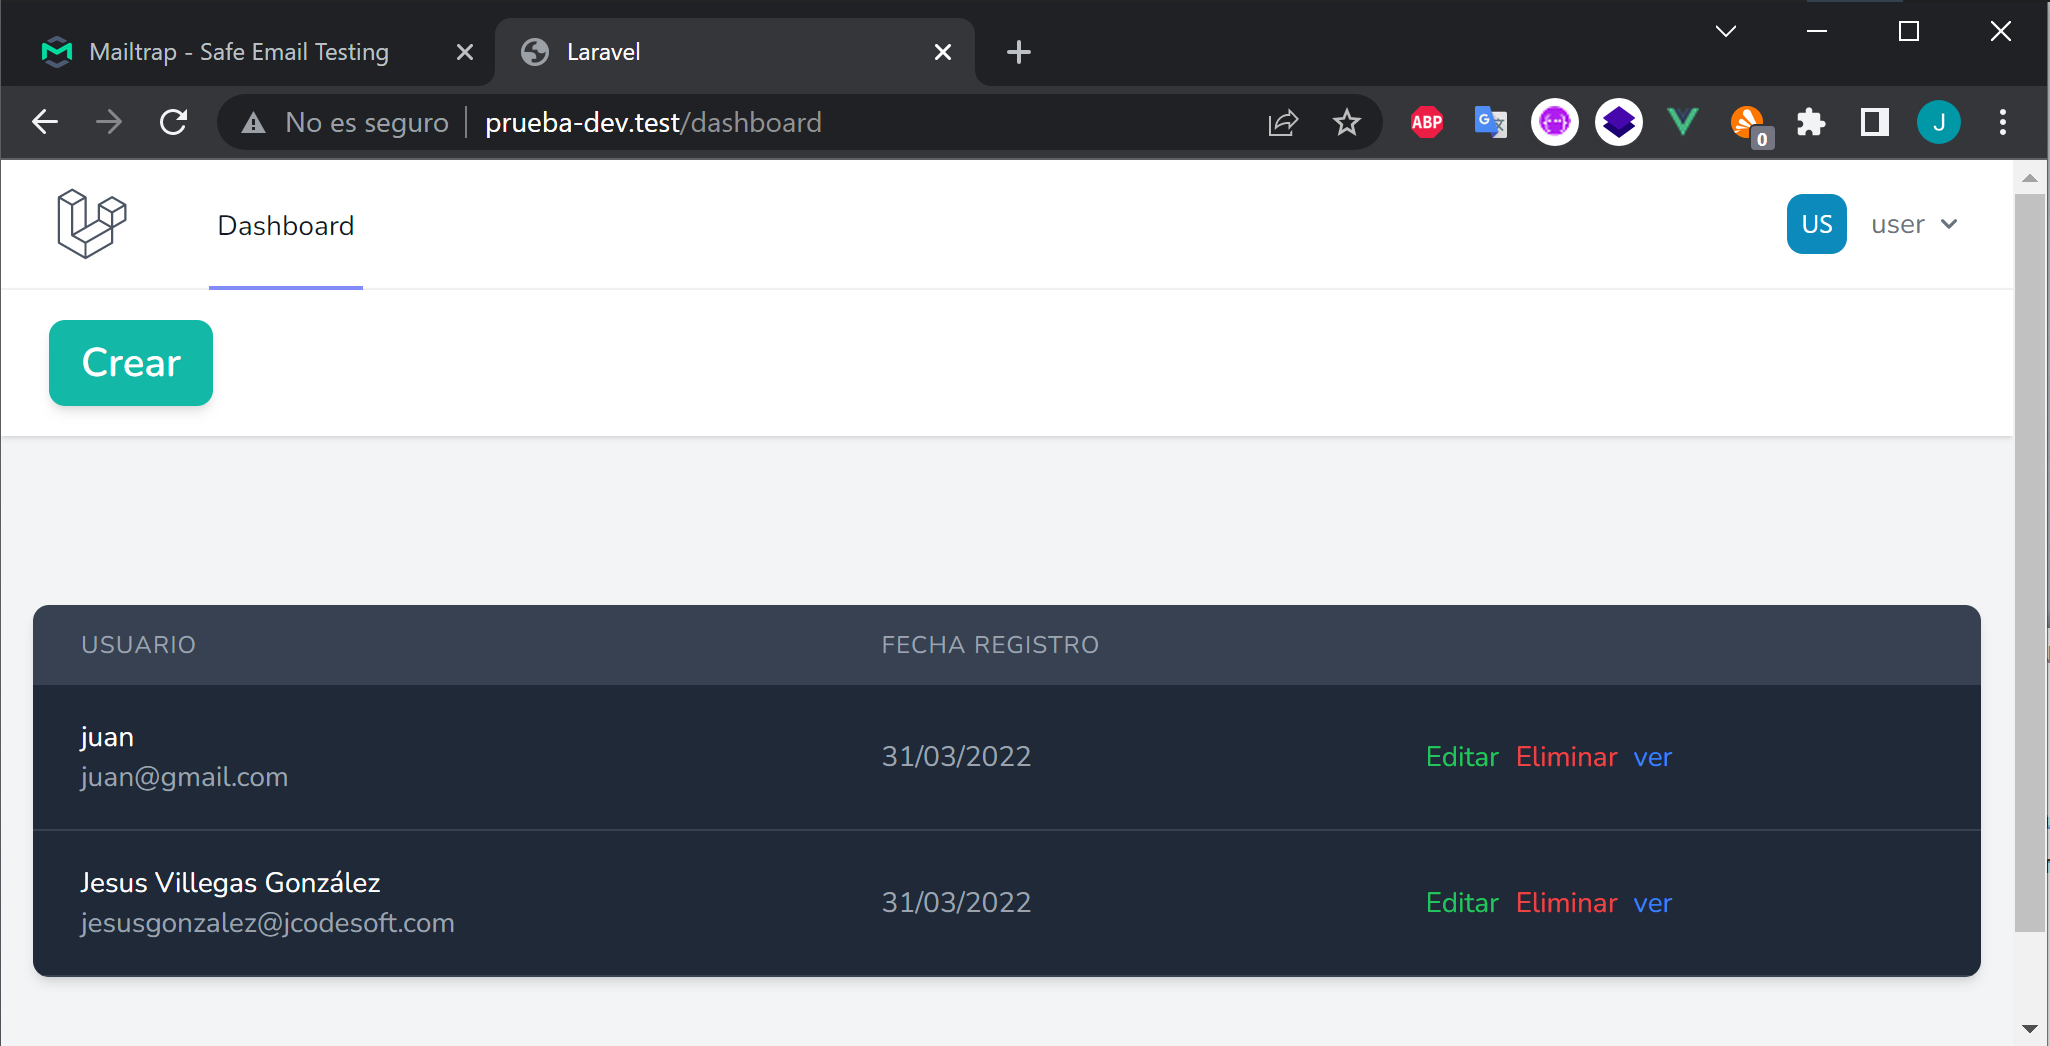 Mailtrap - Safe Email Testing
Laravel
No es seguro prueba-dev.test/dashboard
ABP
G
0
J
Dashboard
US user
Crear
USUARIO FECHA REGISTRO
juan
juan@gmail.com
31/03/2022
Editar Eliminar ver
Jesus Villegas González
jesusgonzalez@jcodesoft.com
31/03/2022
Editar Eliminar ver